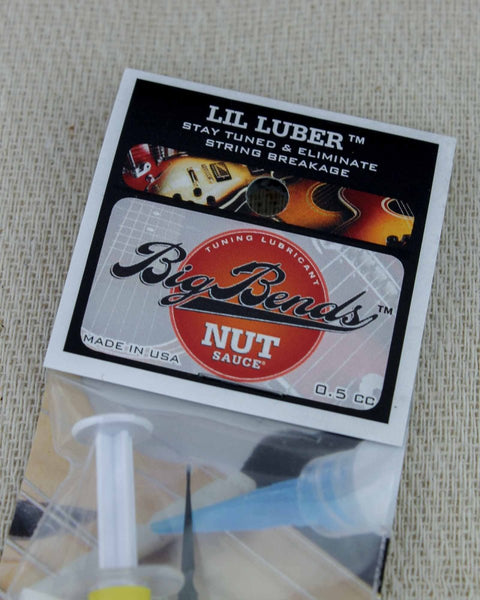 LIL LUBER™
STAY TUNED & ELIMINATE
STRING BREAKAGE
TUNING LUBRICANT
Big Bends™
NUT
SAUCE®
MADE IN USA
0.5 CC